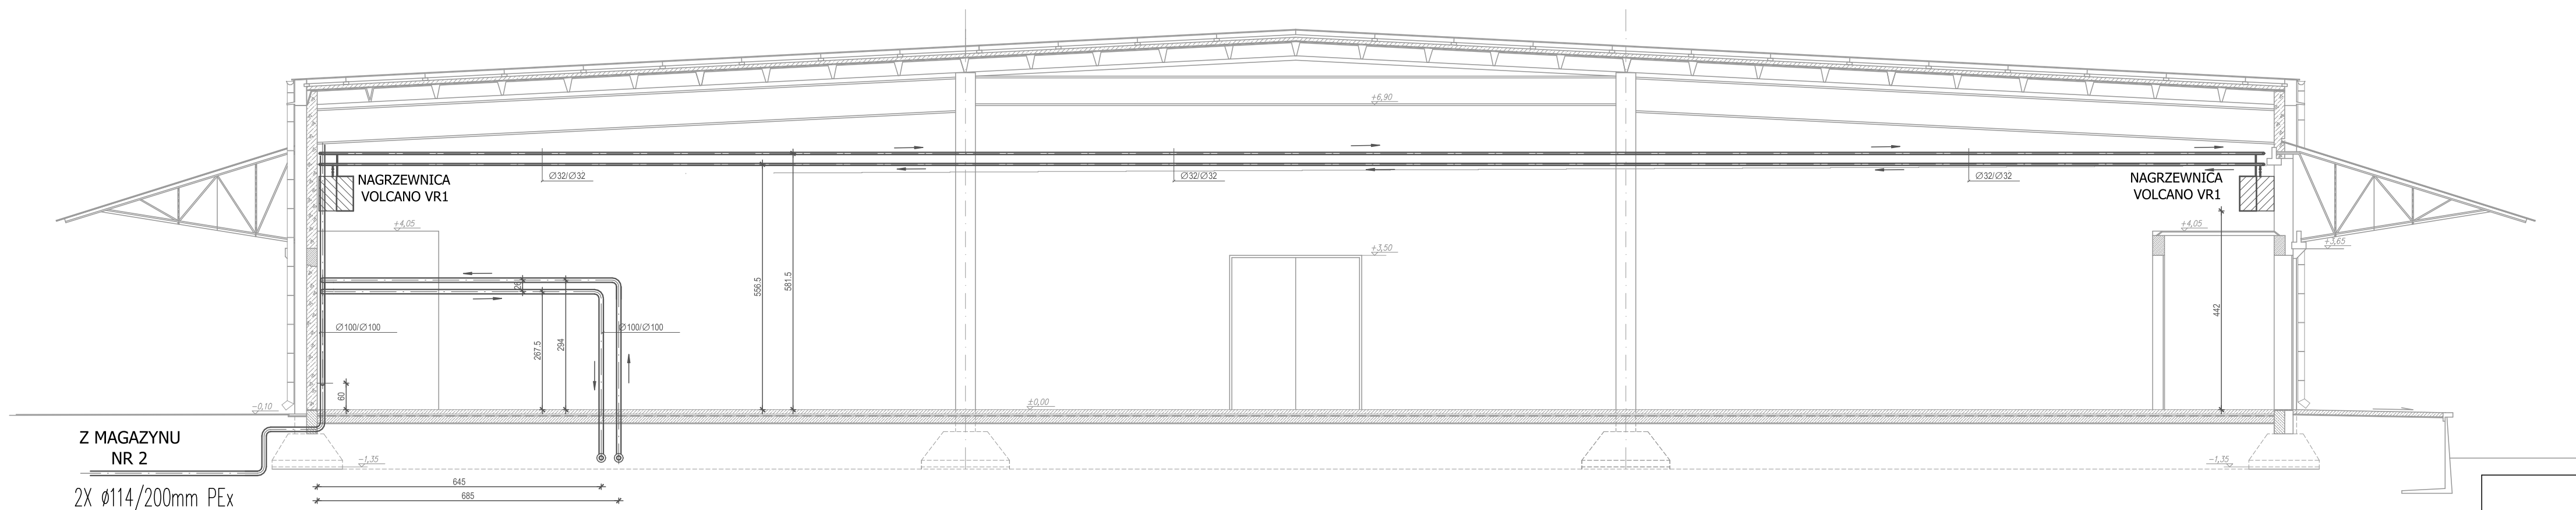 +6,90
Ø32/Ø32
Ø32/Ø32
Ø32/Ø32
NAGRZEWNICA
VOLCANO VR1
NAGRZEWNICA
VOLCANO VR1
+4,05
+4,05
+3,50
+3,65
26
556.5
581.5
442
Ø100/Ø100
Ø100/Ø100
267.5
294
60
-0,10
±0,00
Z MAGAZYNU
NR 2
-1,35
-1,35
645
685
2X ϕ114/200mm PEx